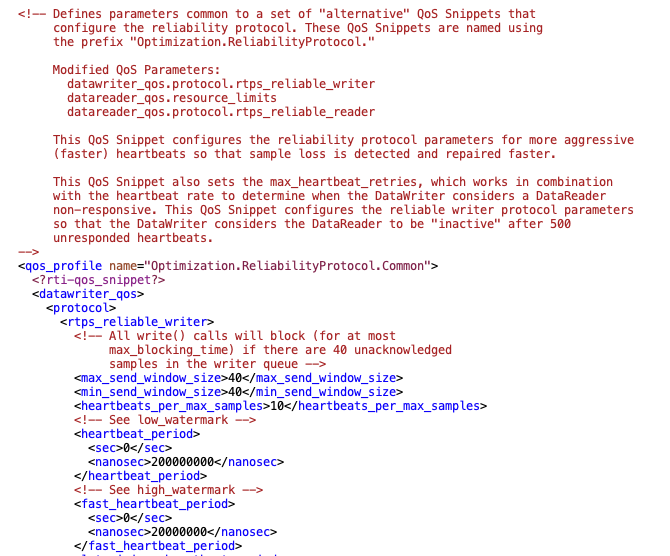 <!-- Defines parameters common to a set of "alternative" QoS Snippets that
configure the reliability protocol. These QoS Snippets are named using
the prefix "Optimization.ReliabilityProtocol."
Modified QoS Parameters:
datawriter_qos.protocol.rtps_reliable_writer
datareader_qos.resource_limits
datareader_qos.protocol.rtps_reliable_reader
This QoS Snippet configures the reliability protocol parameters for more aggressive
(faster) heartbeats so that sample loss is detected and repaired faster.
This QoS Snippet also sets the max_heartbeat_retries, which works in combination
with the heartbeat rate to determine when the DataWriter considers a DataReader
non-responsive. This QoS Snippet configures the reliable writer protocol parameters
so that the DataWriter considers the DataReader to be "inactive" after 500
unresponded heartbeats.
-->
<qos_profile name="Optimization.ReliabilityProtocol.Common">
<?rti-qos_snippet?>
<datawriter_qos>
<protocol>
<rtps_reliable_writer>
<!-- All write() calls will block (for at most
max_blocking_time) if there are 40 unacknowledged
samples in the writer queue -->
<max_send_window_size>40</max_send_window_size>
<min_send_window_size>40</min_send_window_size>
<heartbeats_per_max_samples>10</heartbeats_per_max_samples>
<!-- See low_watermark -->
<heartbeat_period>
<sec>0</sec>
<nanosec>200000000</nanosec>
</heartbeat_period>
<!-- See high_watermark -->
<fast_heartbeat_period>
<sec>0</sec>
<nanosec>20000000</nanosec>
</fast_heartbeat_period>